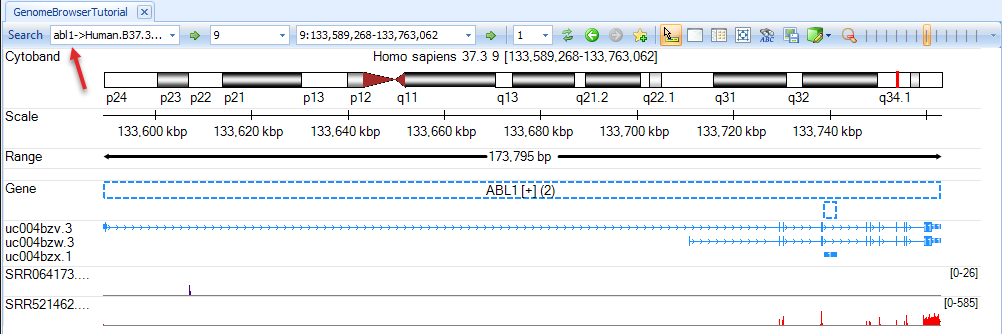 GenomeBrowserTutorial
Search abl1->Human.B37.3... 9 9:133,589,268-133,763,062 1 ABC
Cytoband Homo sapiens 37.3 9 [133,589,268-133,763,062]
p24 p23 p22 p21 p13 p12 q11 q13 q21.2 q22.1 q31 q32 q34.1
Scale
133,600 kbp 133,620 kbp 133,640 kbp 133,660 kbp 133,680 kbp 133,700 kbp 133,720 kbp 133,740 kbp
Range 173,795 bp
Gene ABL1 [+] (2)
uc004bzv.3
uc004bzw.3
uc004bzx.1
SRR064173.... [0-26]
SRR521462.... [0-585]